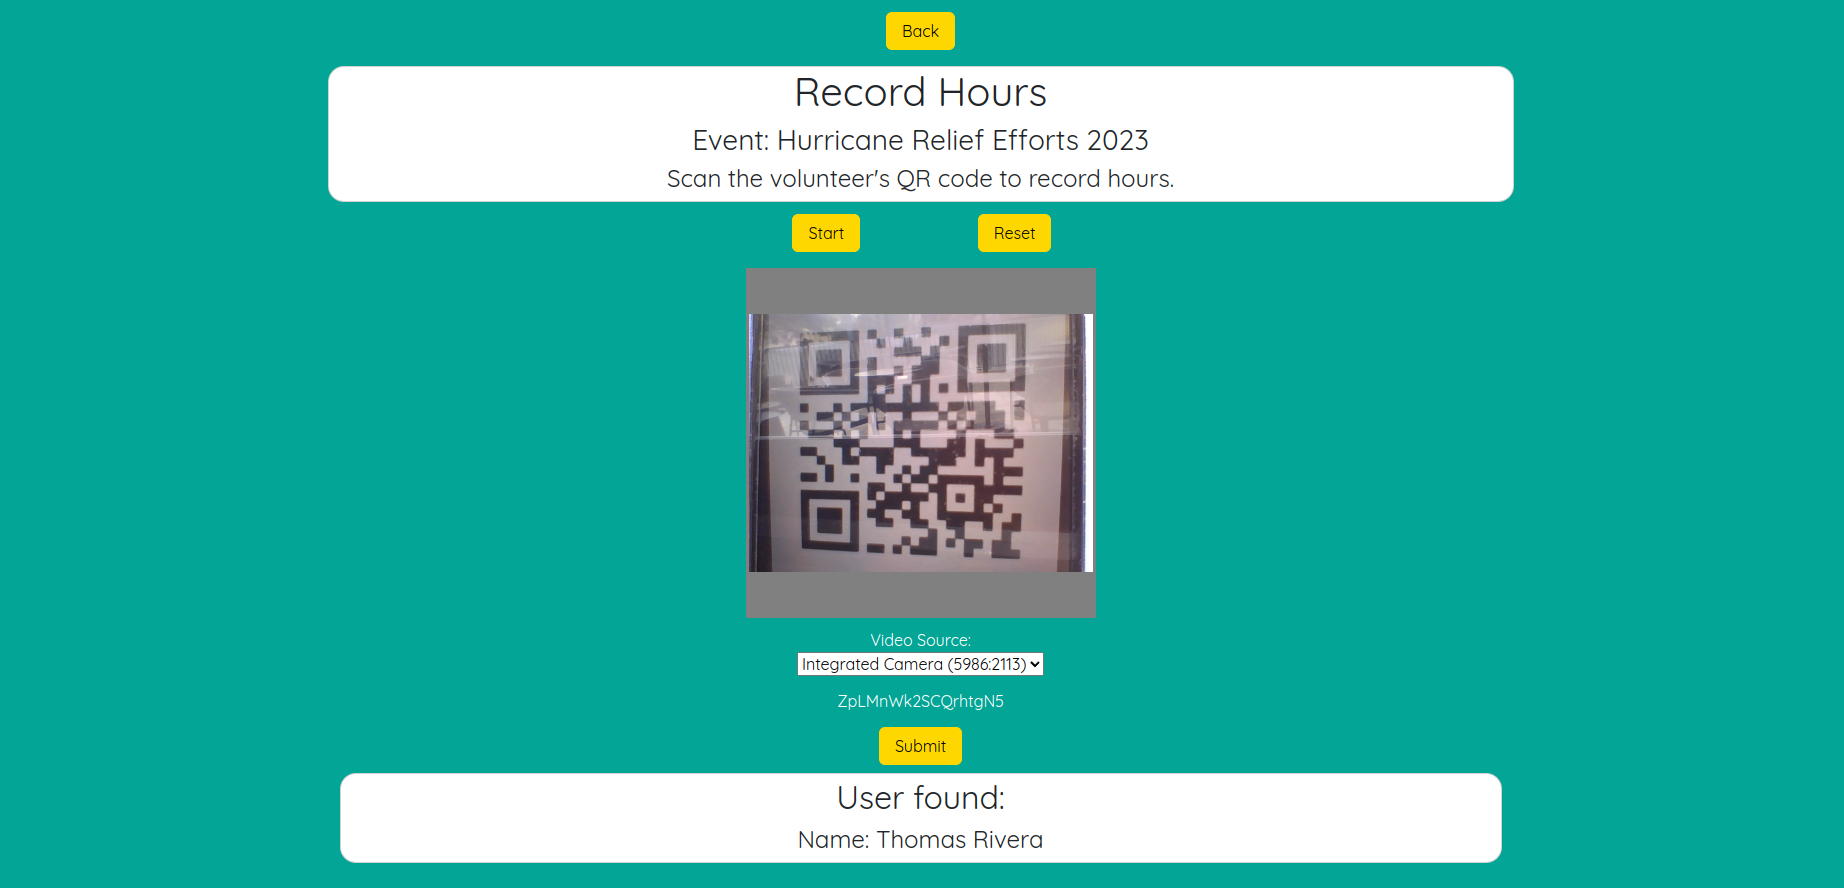 Back
Record Hours
Event: Hurricane Relief Efforts 2023
Scan the volunteer's QR code to record hours.
Start Reset
Video Source:
Integrated Camera (5986:2113)
ZpLMnWk2SCQrhtgN5
Submit
User found:
Name: Thomas Rivera